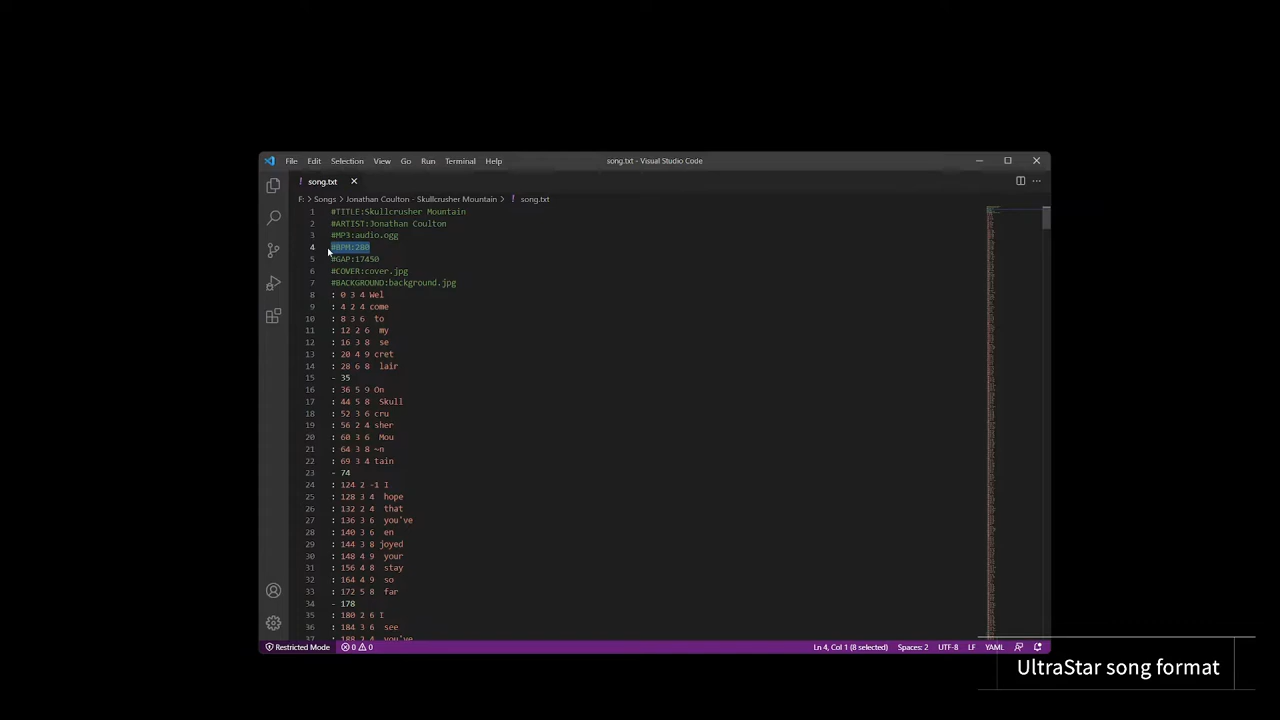 File Edit Selection View Go Run Terminal Help song.txt - Visual Studio Code
! song.txt
F: > Songs > Jonathan Coulton - Skullcrusher Mountain > ! song.txt
1 #TITLE:Skullcrusher Mountain
2 #ARTIST:Jonathan Coulton
3 #MP3:audio.ogg
4 #BPM:280
5 #GAP:17450
6 #COVER:cover.jpg
7 #BACKGROUND:background.jpg
8 : 0 3 4 Wel
9 : 4 2 4 come
10 : 8 3 6  to
11 : 12 2 6  my
12 : 16 3 8  se
13 : 20 4 9 cret
14 : 28 6 8  lair
15 - 35
16 : 36 5 9 On
17 : 44 5 8  Skull
18 : 52 3 6 cru
19 : 56 2 4 sher
20 : 60 3 6  Mou
21 : 64 3 8 ~n
22 : 69 3 4 tain
23 - 74
24 : 124 2 -1 I
25 : 128 3 4  hope
26 : 132 2 4  that
27 : 136 3 6  you've
28 : 140 3 6  en
29 : 144 3 8 joyed
30 : 148 4 9  your
31 : 156 4 8  stay
32 : 164 4 9  so
33 : 172 5 8  far
34 - 178
35 : 180 2 6 I
36 : 184 3 6  see
37 : 188 2 4  you've
Restricted Mode 0 0 Ln 4, Col 1 (8 selected) Spaces: 2 UTF-8 LF YAML
UltraStar song format